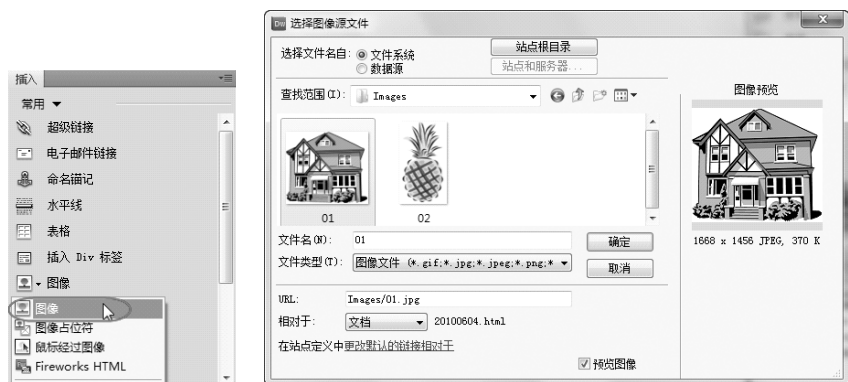 插入
常用
超级链接
电子邮件链接
命名锚记
水平线
表格
插入 Div 标签
图像
图像
图像占位符
鼠标经过图像
Fireworks HTML
Dw 选择图像源文件
选择文件名自: 文件系统 站点根目录
数据源 站点和服务器...
查找范围(I): Images
01 02
文件名(N): 01 确定
文件类型(T): 图像文件 (*.gif;*.jpg;*.jpeg;*.png;* 取消
URL: Images/01.jpg
相对于: 文档 20100604.html
在站点定义中更改默认的链接相对于
预览图像
图像预览
1668 x 1456 JPEG, 370 K